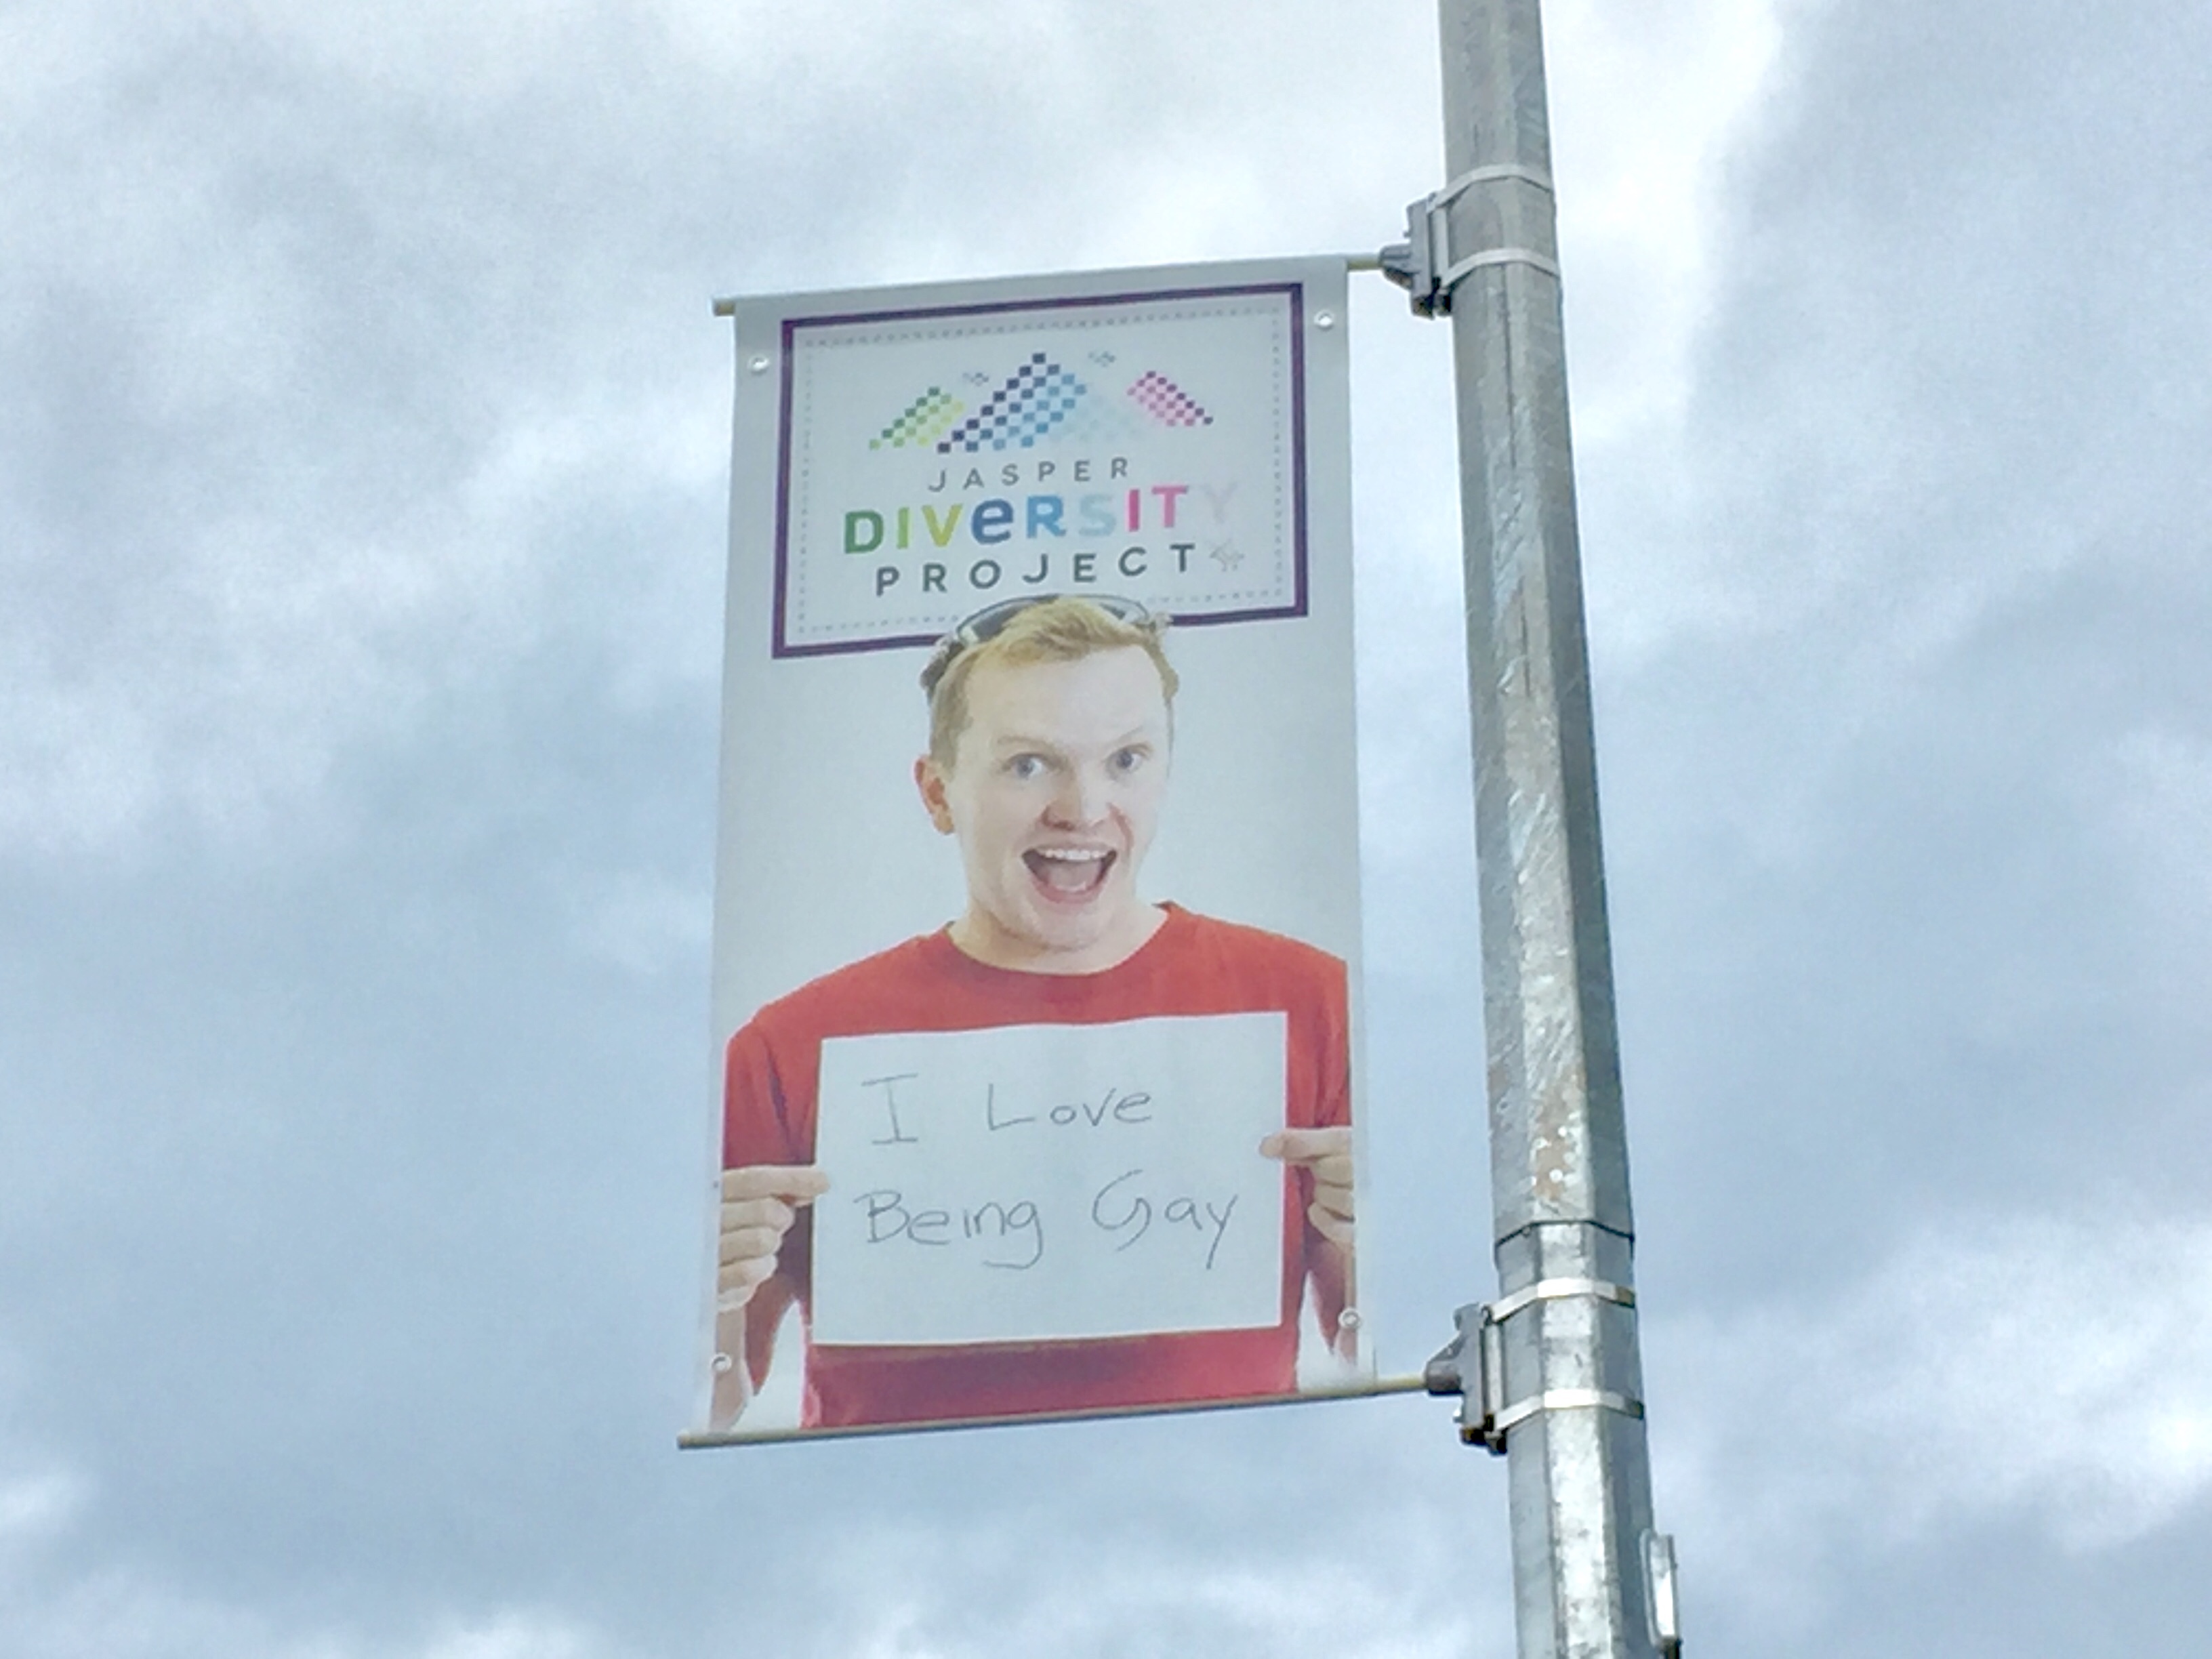 JASPER
DIVeRSITY
PROJECT
I Love
Being Gay